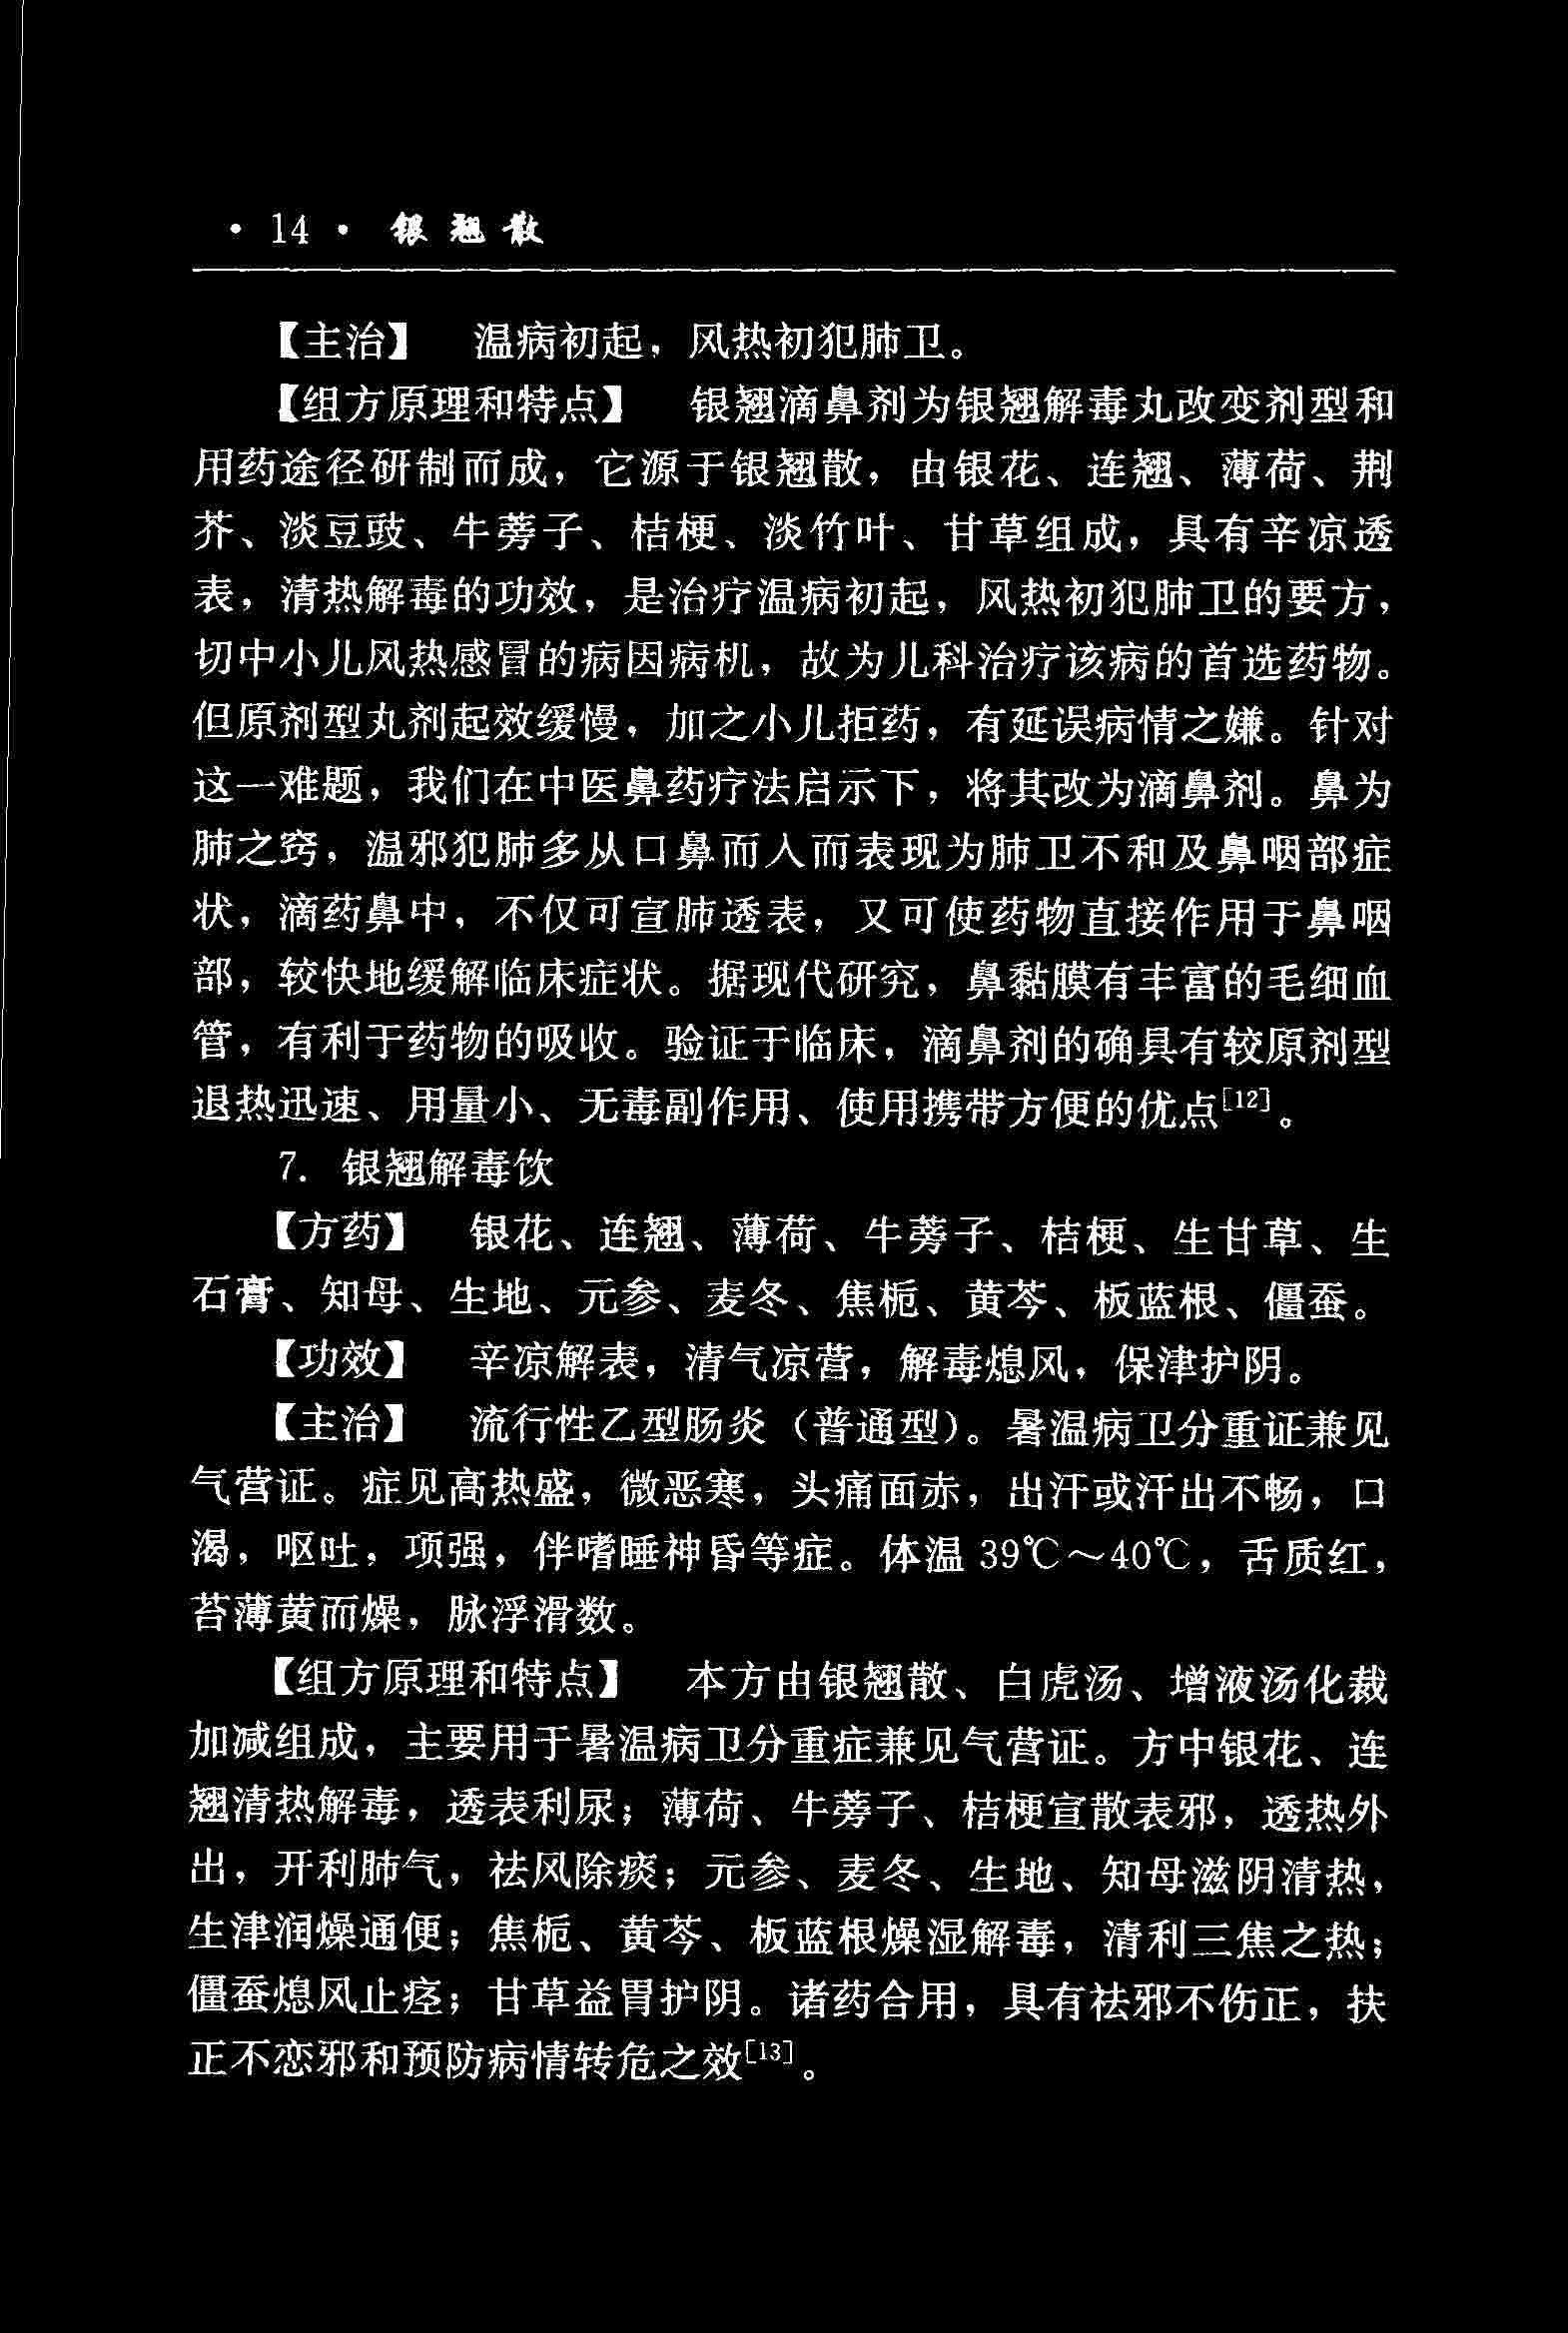 · 14 · 银翘散
【主治】 温病初起，风热初犯肺卫。
【组方原理和特点】 银翘滴鼻剂为银翘解毒丸改变剂型和
用药途径研制而成，它源于银翘散，由银花、连翘、薄荷、荆
芥、淡豆豉、牛蒡子、桔梗、淡竹叶、甘草组成，具有辛凉透
表，清热解毒的功效，是治疗温病初起，风热初犯肺卫的要方，
切中小儿风热感冒的病因病机，故为儿科治疗该病的首选药物。
但原剂型丸剂起效缓慢，加之小儿拒药，有延误病情之嫌。针对
这一难题，我们在中医鼻药疗法启示下，将其改为滴鼻剂。鼻为
肺之窍，温邪犯肺多从口鼻而入而表现为肺卫不和及鼻咽部症
状，滴药鼻中，不仅可宣肺透表，又可使药物直接作用于鼻咽
部，较快地缓解临床症状。据现代研究，鼻黏膜有丰富的毛细血
管，有利于药物的吸收。验证于临床，滴鼻剂的确具有较原剂型
退热迅速、用量小、无毒副作用、使用携带方便的优点[12]。
7. 银翘解毒饮
【方药】 银花、连翘、薄荷、牛蒡子、桔梗、生甘草、生
石膏、知母、生地、元参、麦冬、焦栀、黄芩、板蓝根、僵蚕。
【功效】 辛凉解表，清气凉营，解毒熄风，保津护阴。
【主治】 流行性乙型肠炎（普通型）。暑温病卫分重证兼见
气营证。症见高热盛，微恶寒，头痛面赤，出汗或汗出不畅，口
渴，呕吐，项强，伴嗜睡神昏等症。体温 39℃～40℃，舌质红，
苔薄黄而燥，脉浮滑数。
【组方原理和特点】 本方由银翘散、白虎汤、增液汤化裁
加减组成，主要用于暑温病卫分重症兼见气营证。方中银花、连
翘清热解毒，透表利尿；薄荷、牛蒡子、桔梗宣散表邪，透热外
出，开利肺气，祛风除痰；元参、麦冬、生地、知母滋阴清热，
生津润燥通便；焦栀、黄芩、板蓝根燥湿解毒，清利三焦之热；
僵蚕熄风止痉；甘草益胃护阴。诸药合用，具有祛邪不伤正，扶
正不恋邪和预防病情转危之效[13]。